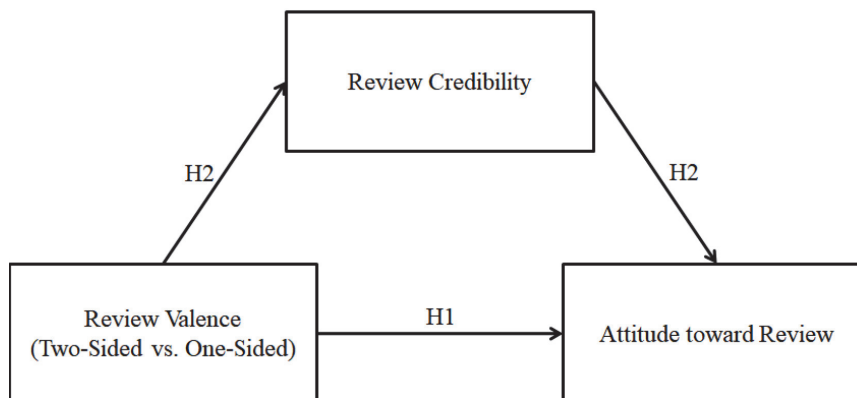 Review Credibility
H2
H2
Review Valence
(Two-Sided vs. One-Sided)
H1
Attitude toward Review